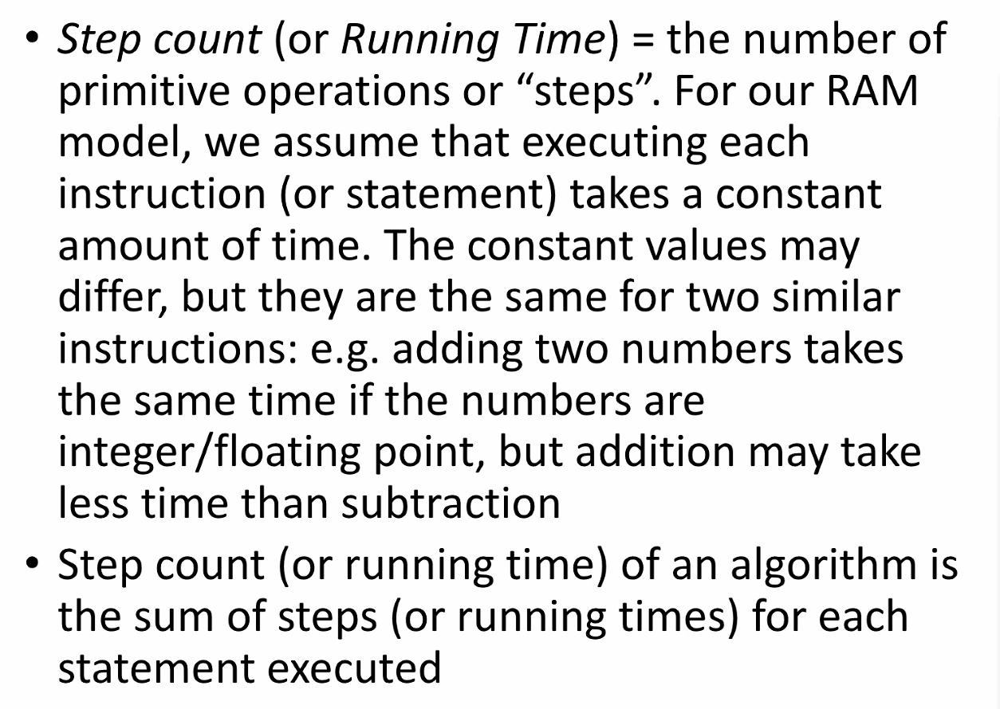 • Step count (or Running Time) = the number of
primitive operations or “steps”. For our RAM
model, we assume that executing each
instruction (or statement) takes a constant
amount of time. The constant values may
differ, but they are the same for two similar
instructions: e.g. adding two numbers takes
the same time if the numbers are
integer/floating point, but addition may take
less time than subtraction
• Step count (or running time) of an algorithm is
the sum of steps (or running times) for each
statement executed